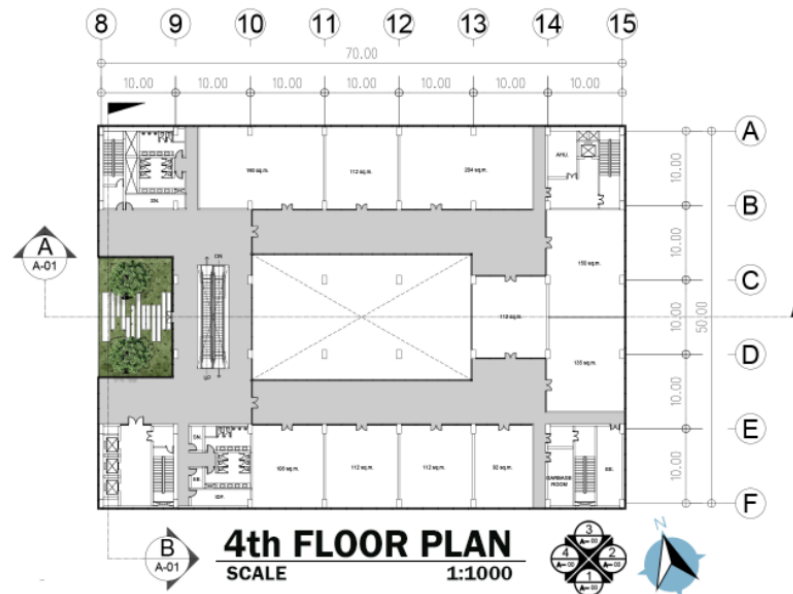 8 9 10 11 12 13 14 15
70.00
10.00 10.00 10.00 10.00 10.00 10.00 10.00
A
B
C
D
E
F
10.00
10.00
10.00
10.00
10.00
50.00
A
A-01
AHU.
112 sq.m.
204 sq.m.
DN.
150 sq.m.
112 sq.m.
135 sq.m.
UP
112 sq.m.
112 sq.m.
92 sq.m.
GARBAGE
ROOM
EE.
B
A-01
4th FLOOR PLAN
SCALE 1:1000
3
4
2
1
N